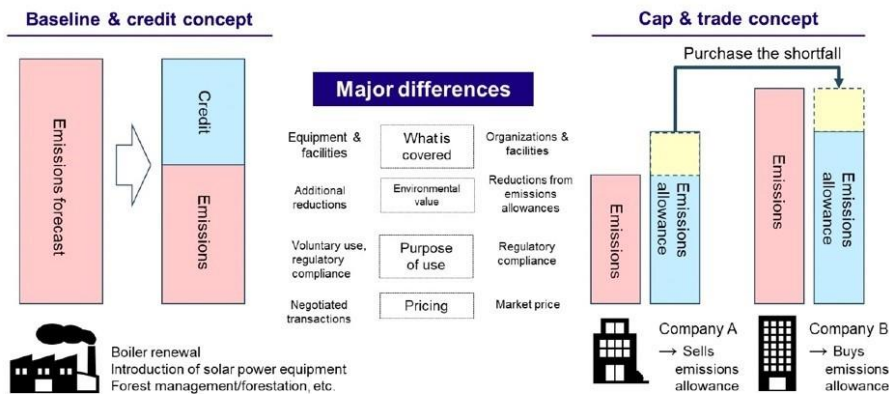 Baseline & credit concept
Emissions forecast
Credit
Emissions
Boiler renewal
Introduction of solar power equipment
Forest management/forestation, etc.
Major differences
Equipment &
facilities
What is
covered
Organizations &
facilities
Additional
reductions
Environmental
value
Reductions from
emissions
allowances
Voluntary use,
regulatory
compliance
Purpose
of use
Regulatory
compliance
Negotiated
transactions
Pricing
Market price
Cap & trade concept
Purchase the shortfall
Emissions
Emissions
allowance
Emissions
Emissions
allowance
Company A
→ Sells
emissions
allowance
Company B
→ Buys
emissions
allowance